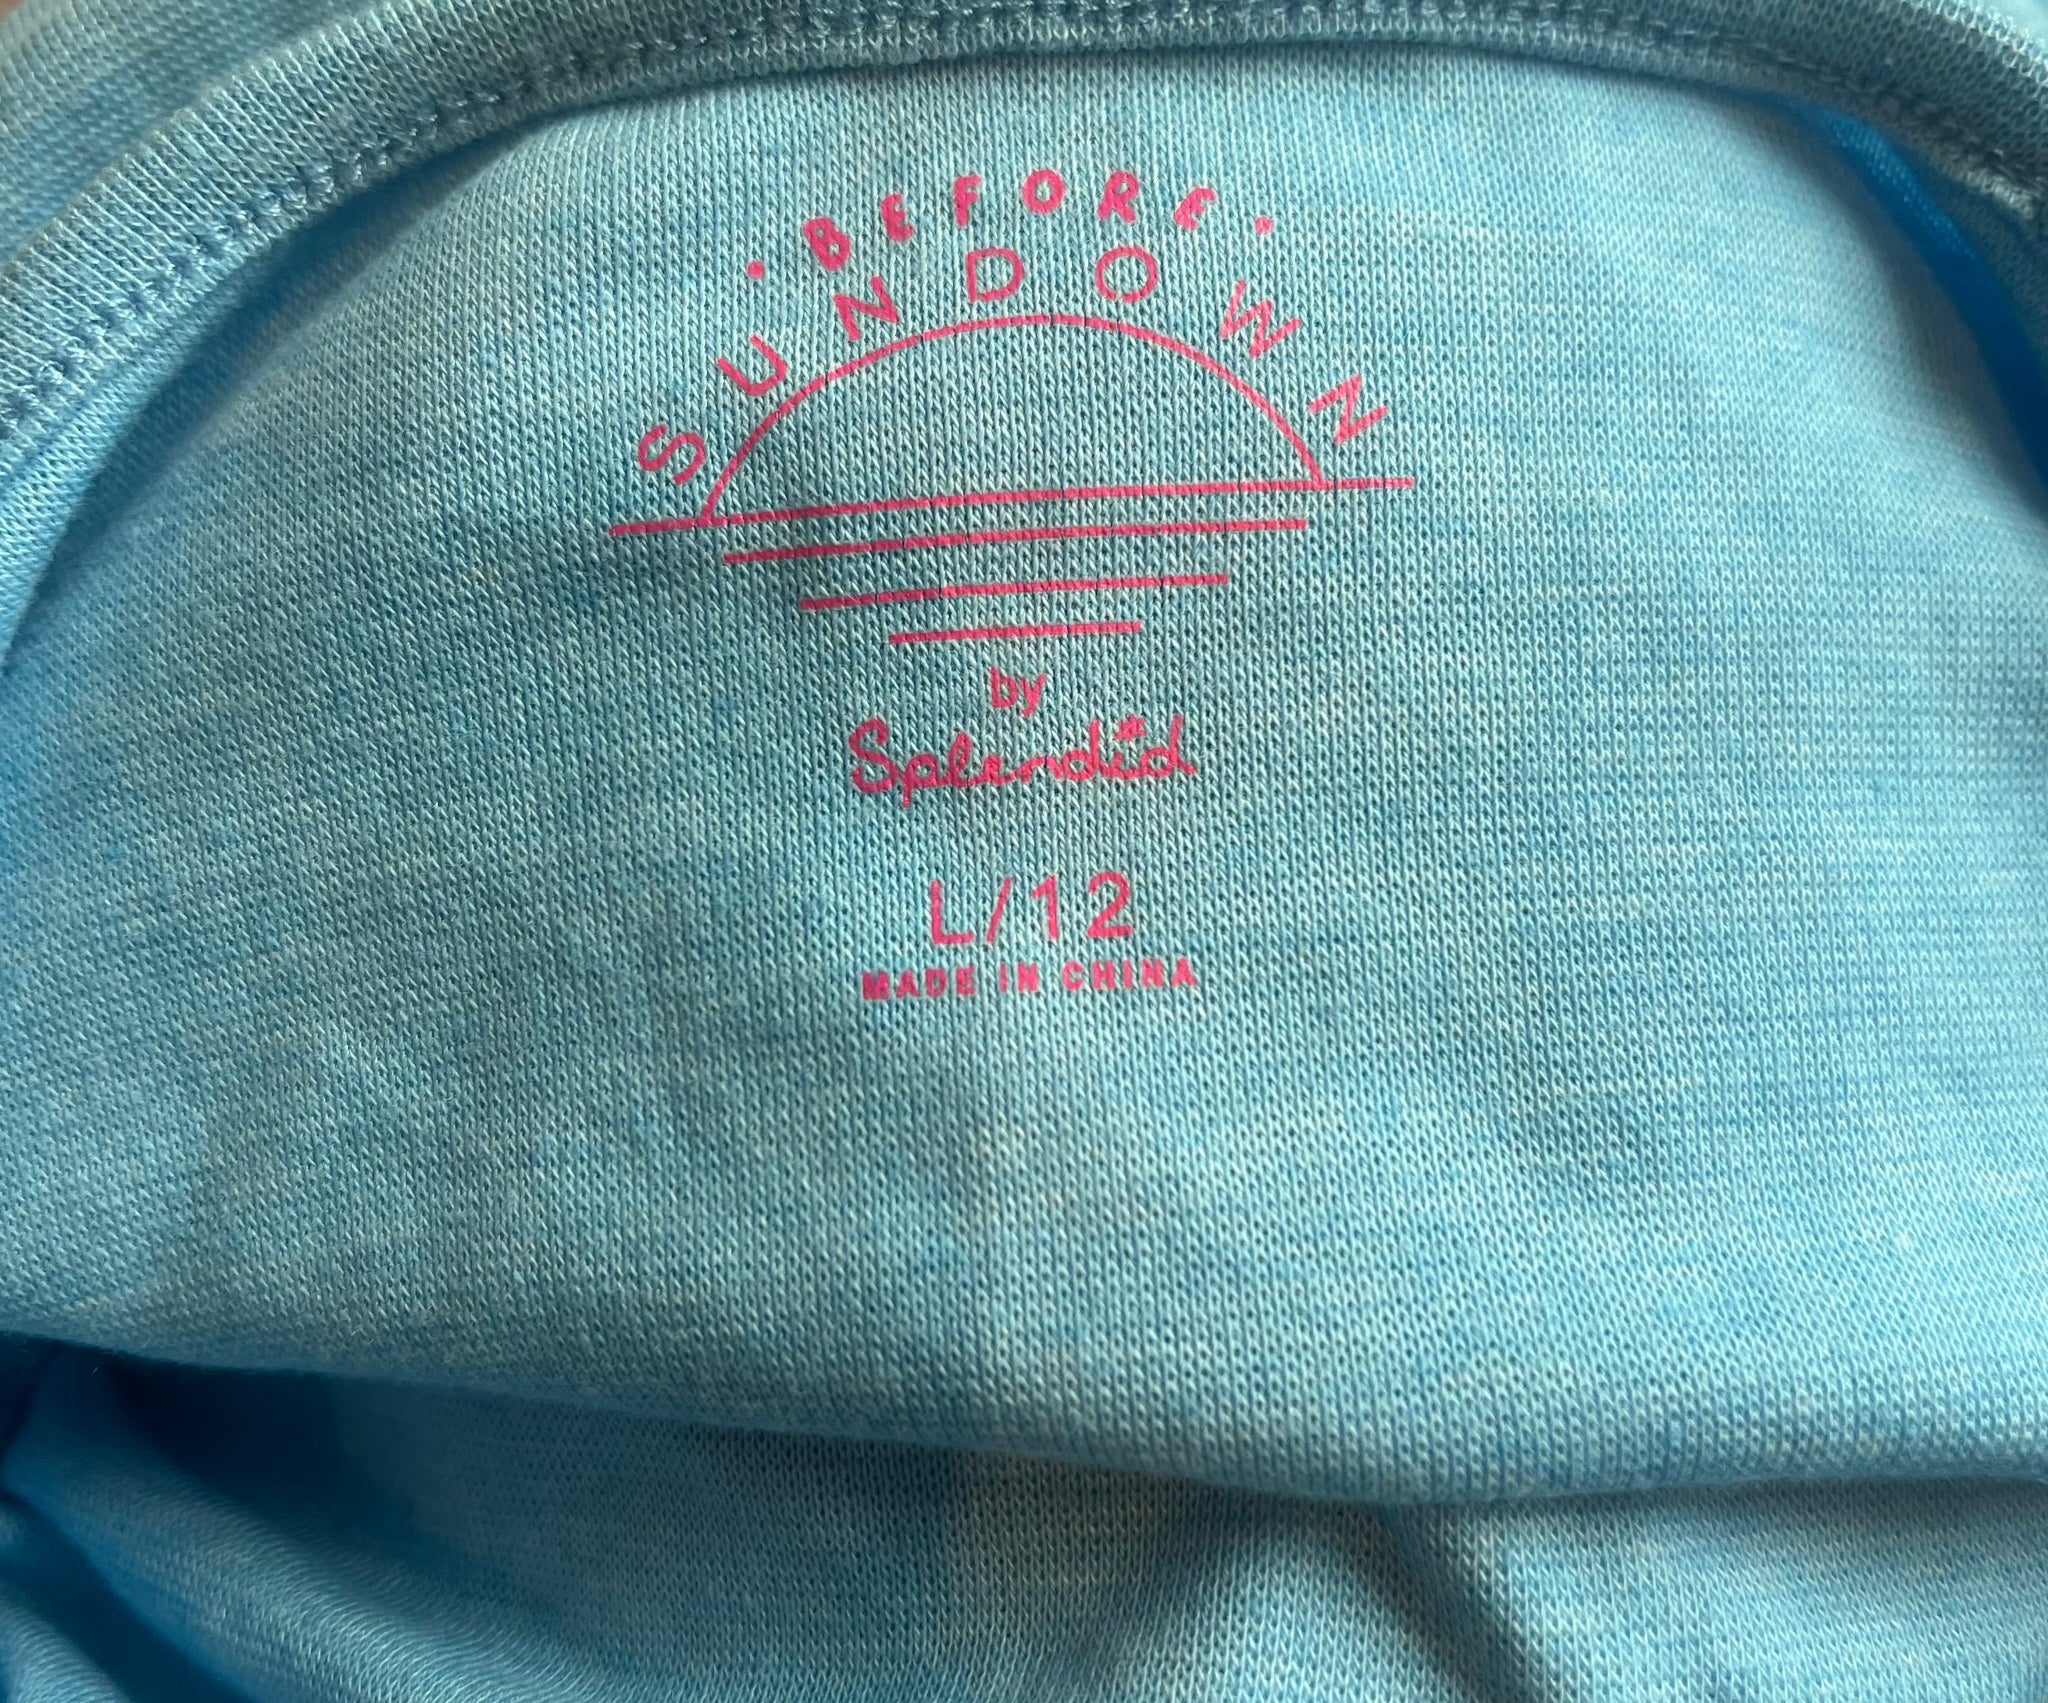 ·BEFORE·
SUNDOWN
by
Splendid
L/12
MADE IN CHINA